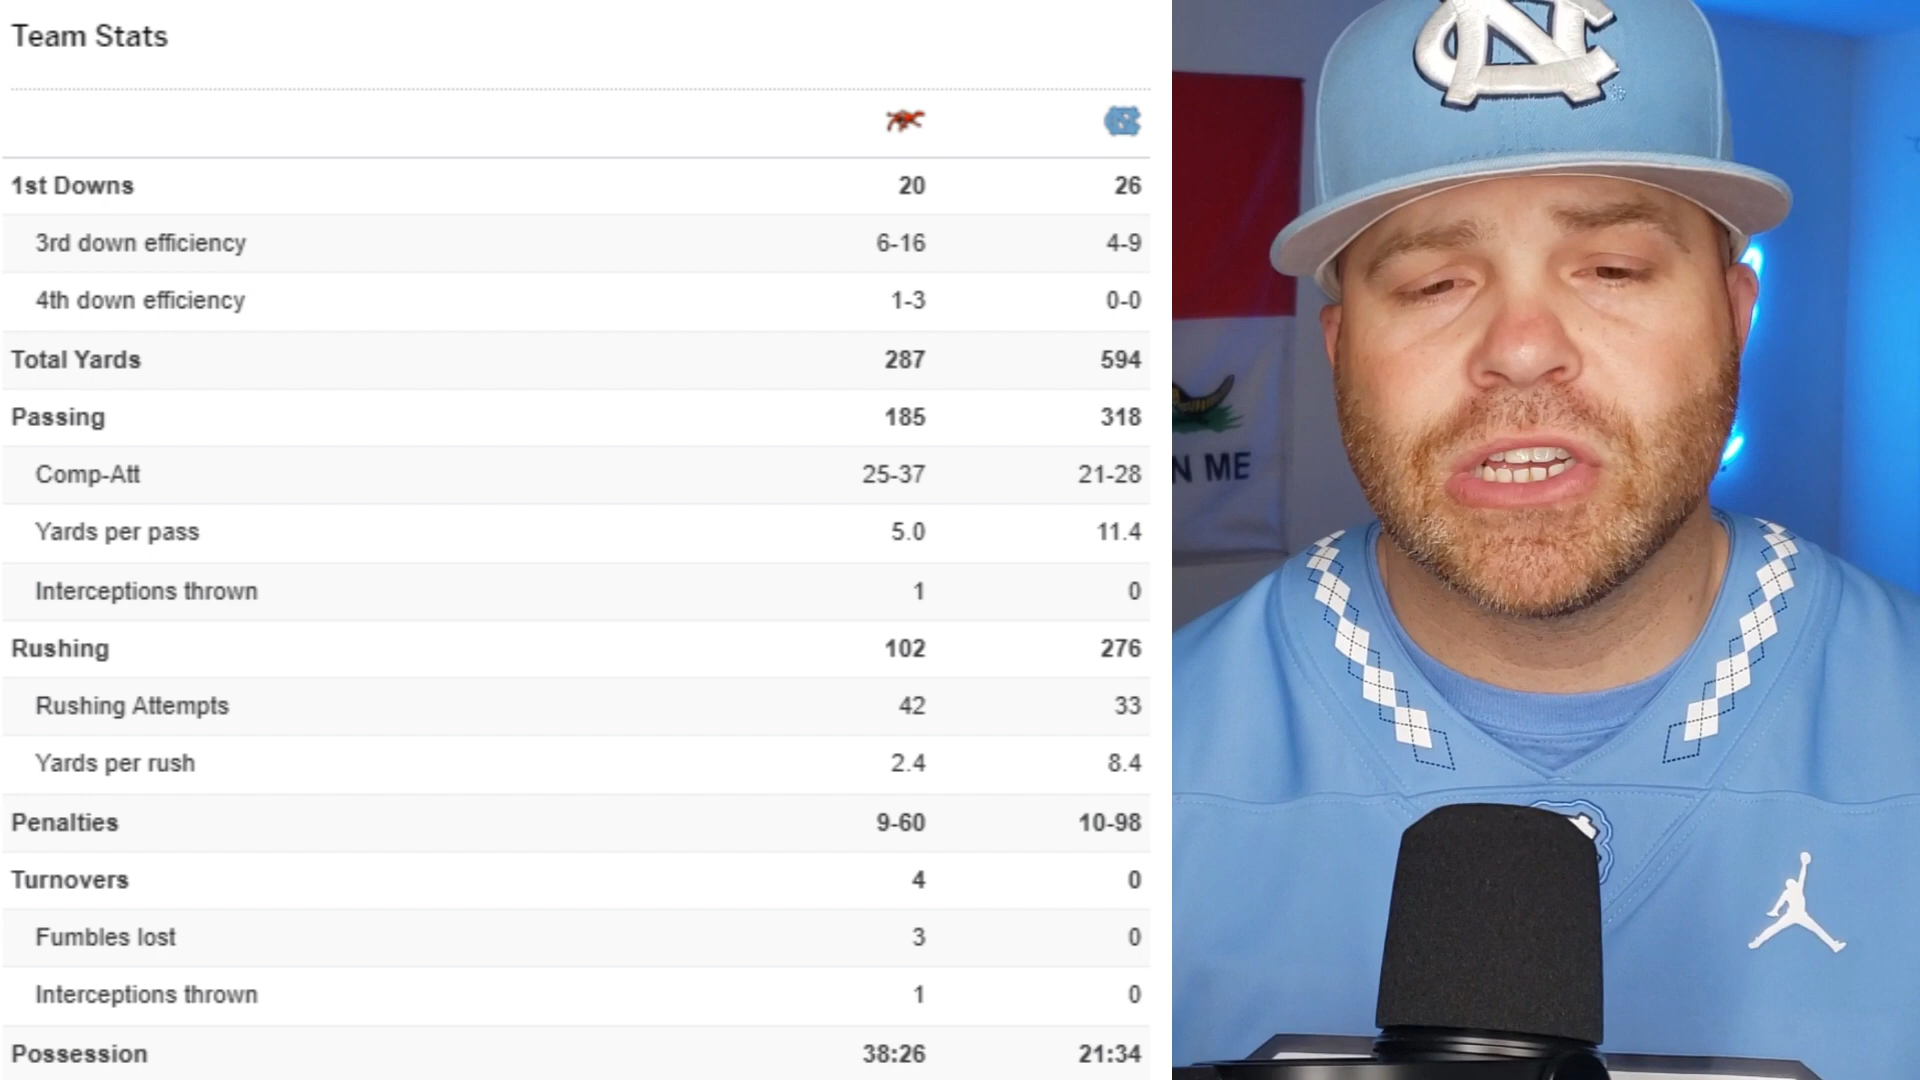 Team Stats
1st Downs 20 26
3rd down efficiency 6-16 4-9
4th down efficiency 1-3 0-0
Total Yards 287 594
Passing 185 318
Comp-Att 25-37 21-28
Yards per pass 5.0 11.4
Interceptions thrown 1 0
Rushing 102 276
Rushing Attempts 42 33
Yards per rush 2.4 8.4
Penalties 9-60 10-98
Turnovers 4 0
Fumbles lost 3 0
Interceptions thrown 1 0
Possession 38:26 21:34
NC
N ME